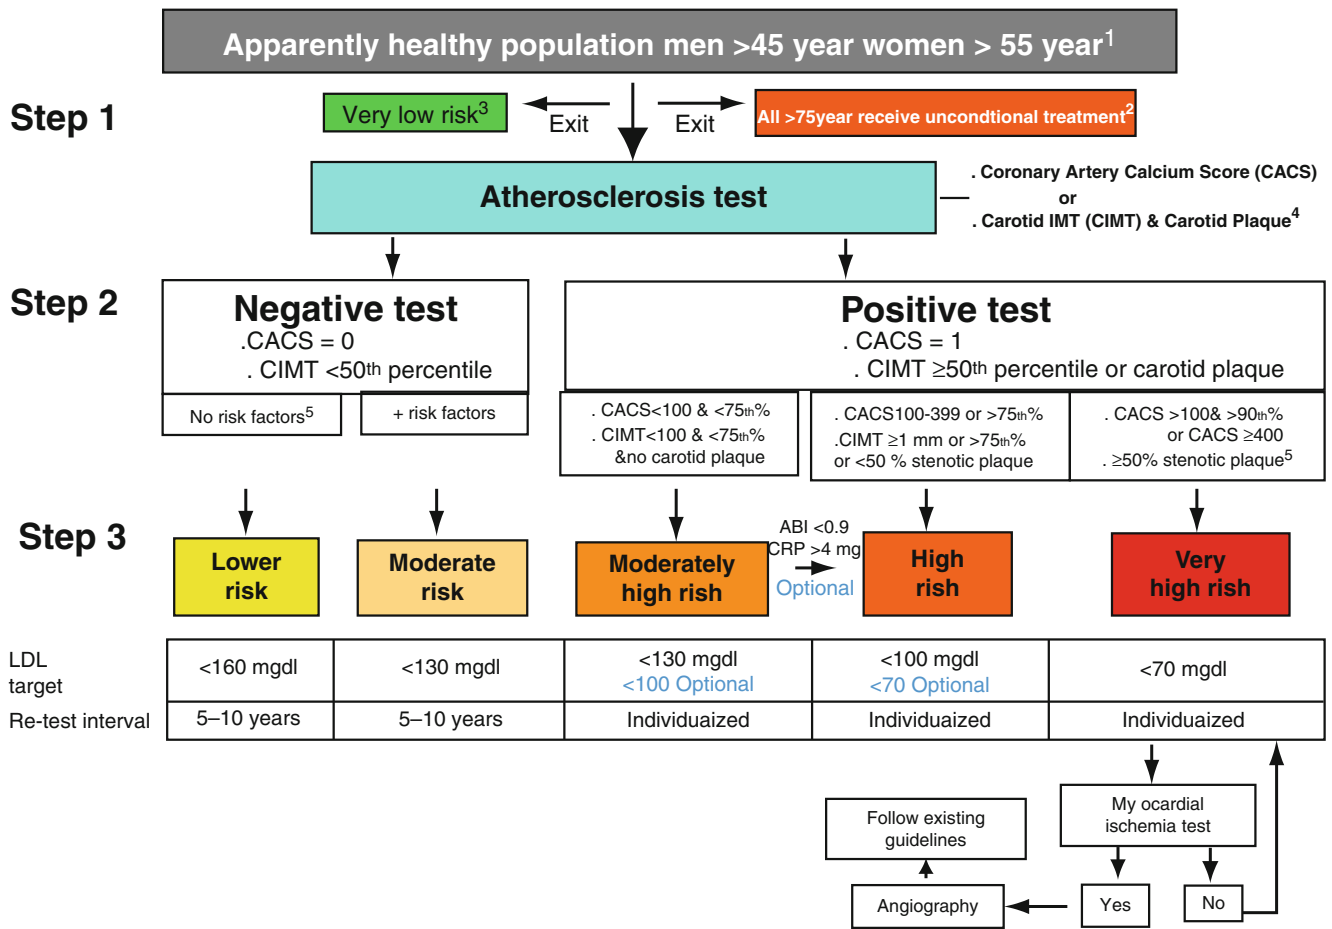 Apparently healthy population men >45 year women > 55 year1
Step 1
Very low risk3
Exit
Exit
All >75year receive uncondtional treatment2
Atherosclerosis test
. Coronary Artery Calcium Score (CACS)
or
. Carotid IMT (CIMT) & Carotid Plaque4
Step 2
Negative test
.CACS = 0
. CIMT <50th percentile
Positive test
. CACS = 1
. CIMT ≥50th percentile or carotid plaque
No risk factors5
+ risk factors
. CACS<100 & <75th%
. CIMT<100 & <75th%
&no carotid plaque
. CACS100-399 or >75th%
.CIMT ≥1 mm or >75th%
or <50 % stenotic plaque
. CACS >100& >90th%
or CACS ≥400
. ≥50% stenotic plaque5
Step 3
Lower
risk
Moderate
risk
Moderately
high rish
ABI <0.9
CRP >4 mg
Optional
High
rish
Very
high rish
LDL
target
<160 mgdl
<130 mgdl
<130 mgdl
<100 Optional
<100 mgdl
<70 Optional
<70 mgdl
Re-test interval
5–10 years
5–10 years
Individuaized
Individuaized
Individuaized
My ocardial
ischemia test
Follow existing
guidelines
Angiography
Yes
No